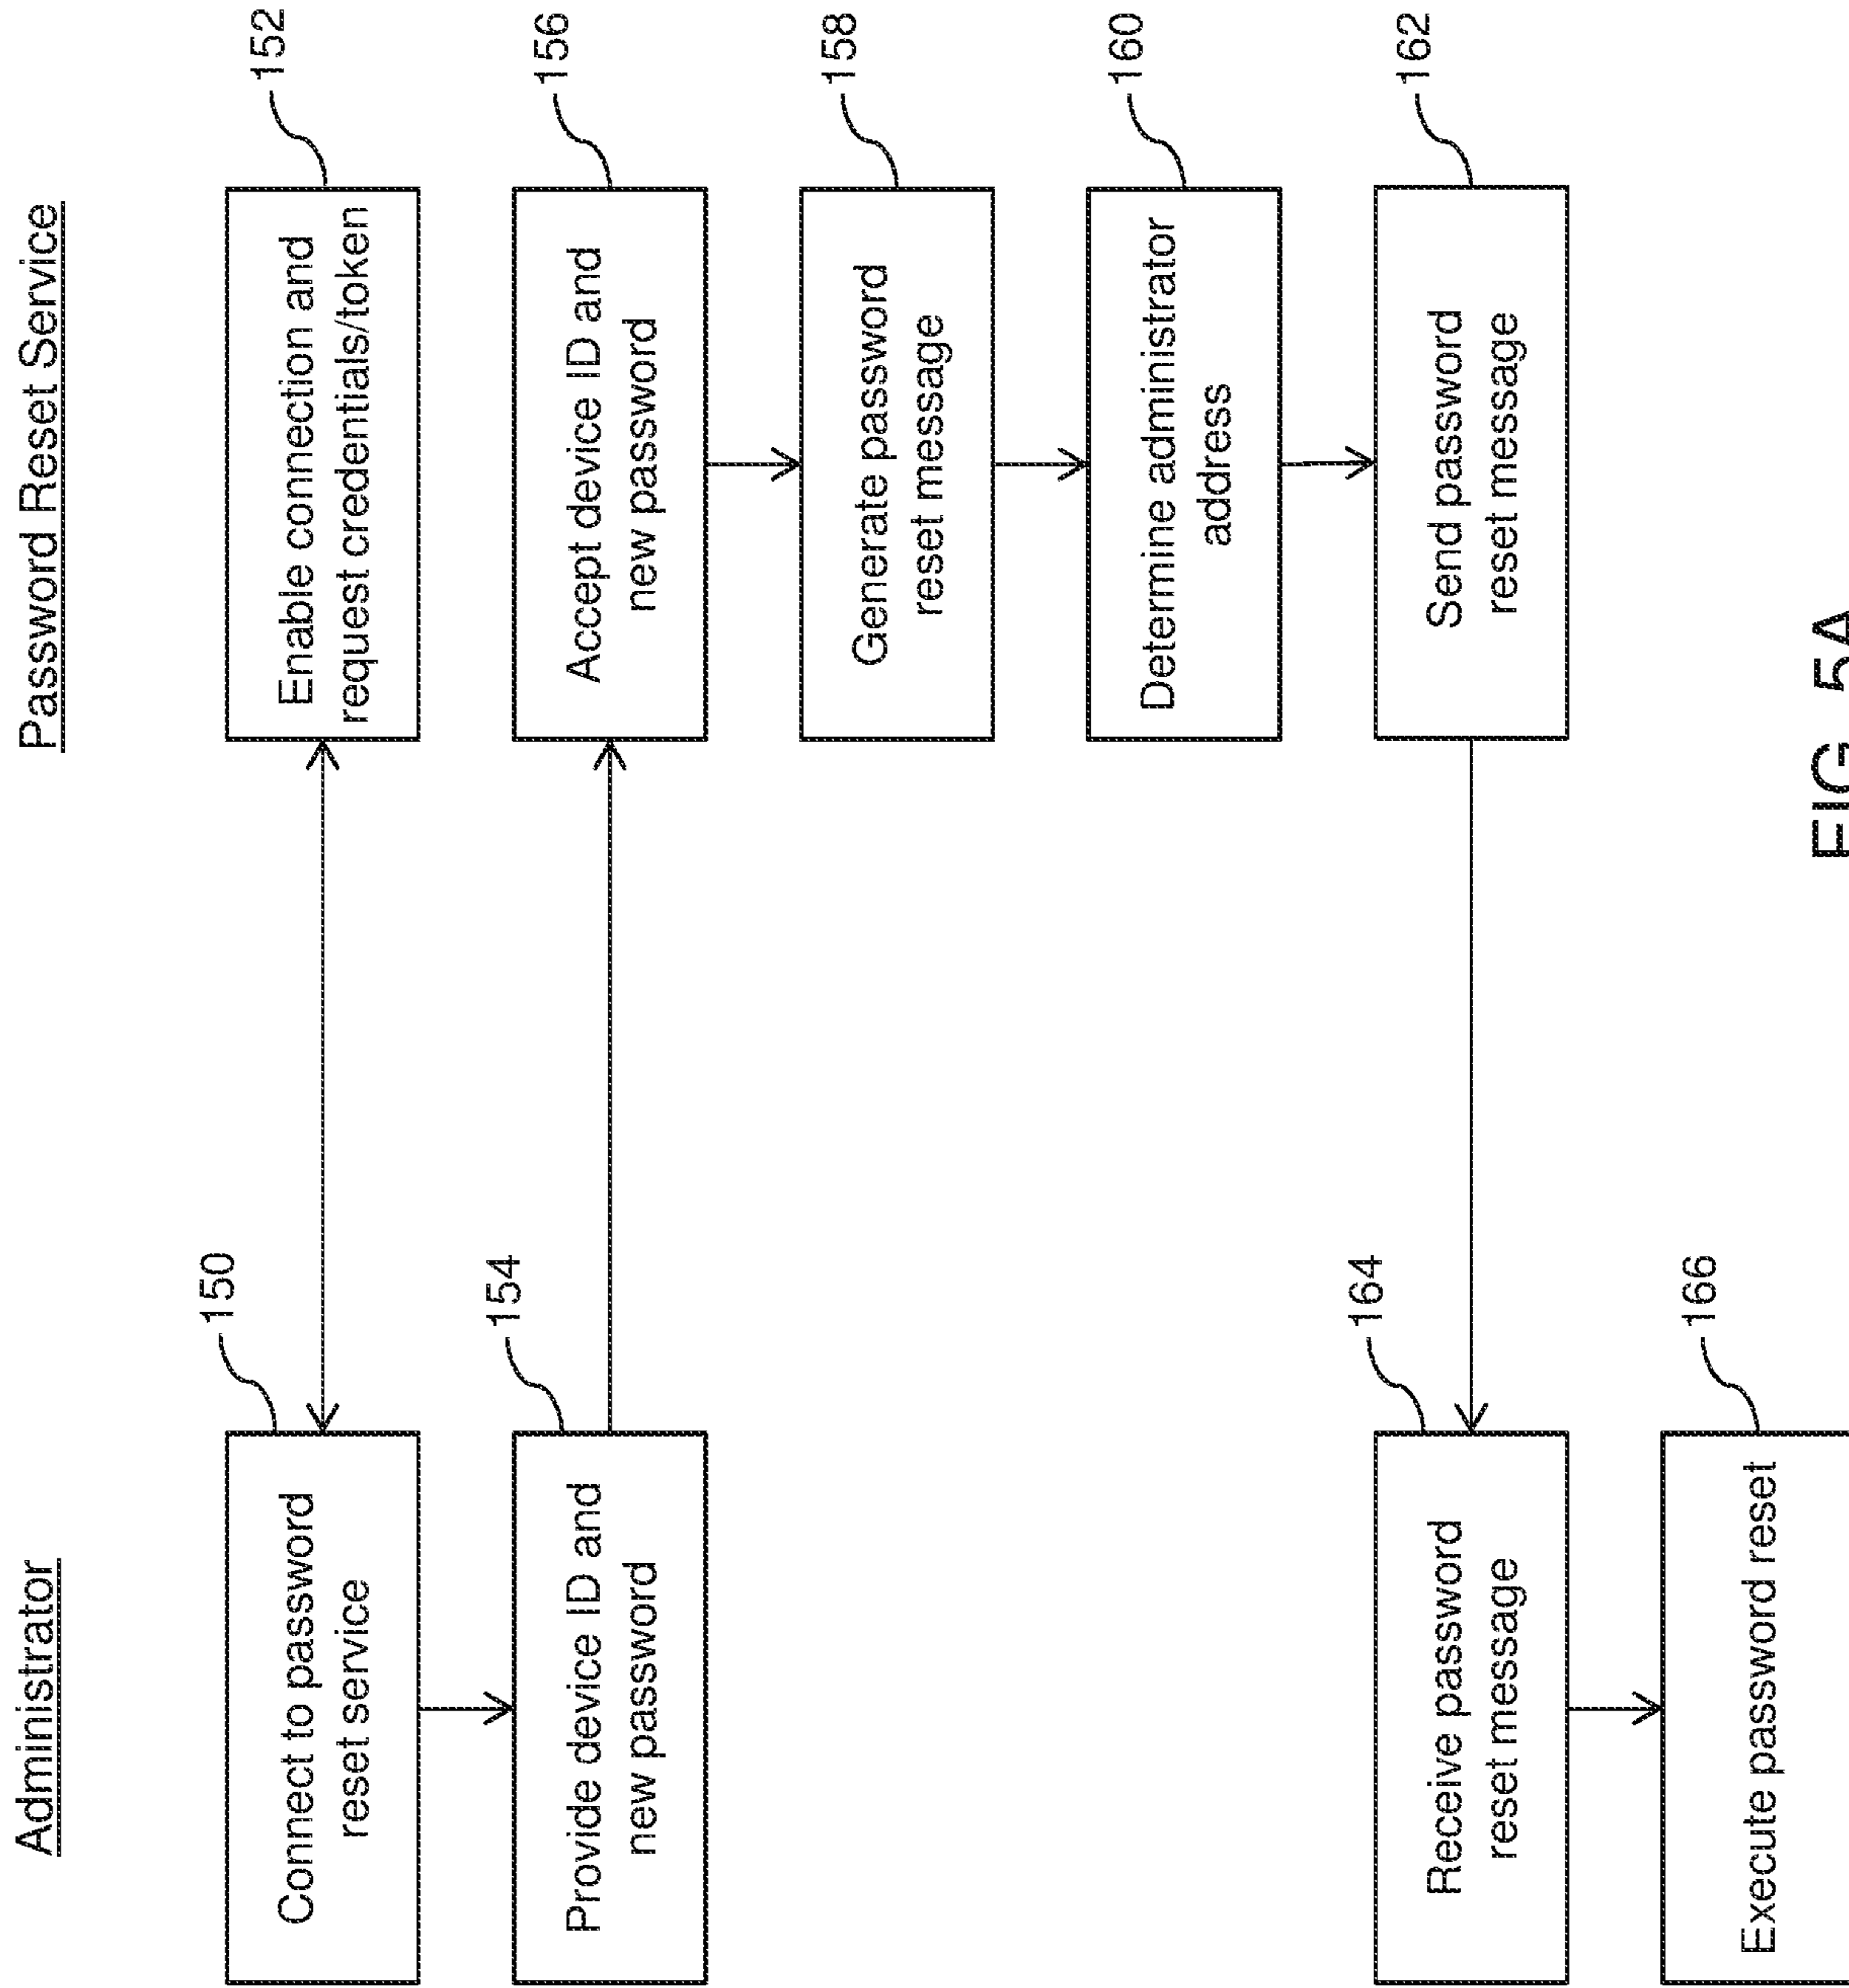 Administrator
Password Reset Service
150
Connect to password
reset service
152
Enable connection and
request credentials/token
154
Provide device ID and
new password
156
Accept device ID and
new password
158
Generate password
reset message
160
Determine administrator
address
162
Send password
reset message
164
Receive password
reset message
166
Execute password reset
FIG. 5A